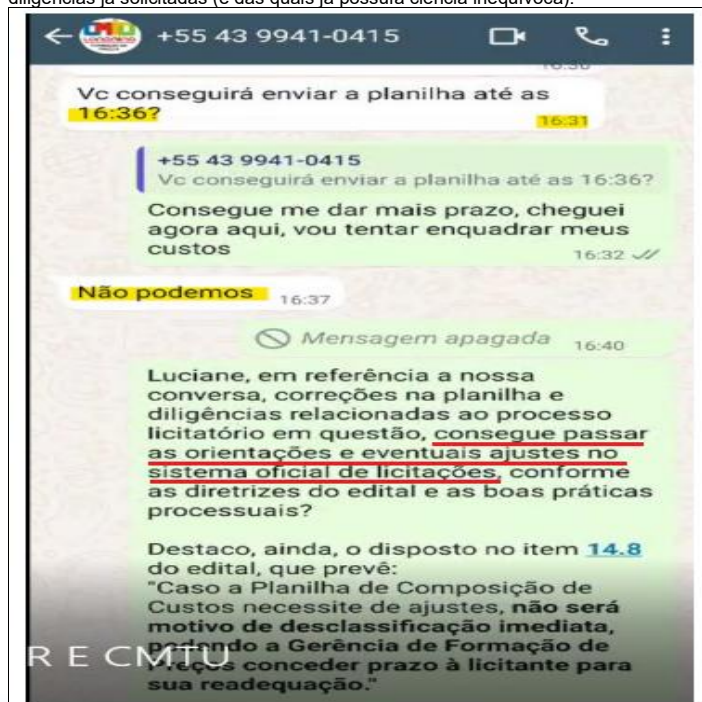 diligências já solicitadas (e das quais já possuía ciência inequívoca).
+55 43 9941-0415
16:30
Vc conseguirá enviar a planilha até as
16:36?
16:31
+55 43 9941-0415
Vc conseguirá enviar a planilha até as 16:36?
Consegue me dar mais prazo, cheguei
agora aqui, vou tentar enquadrar meus
custos
16:32
Não podemos 16:37
Mensagem apagada 16:40
Luciane, em referência a nossa
conversa, correções na planilha e
diligências relacionadas ao processo
licitatório em questão, consegue passar
as orientações e eventuais ajustes no
sistema oficial de licitações, conforme
as diretrizes do edital e as boas práticas
processuais?
Destaco, ainda, o disposto no item 14.8
do edital, que prevê:
"Caso a Planilha de Composição de
Custos necessite de ajustes, não será
motivo de desclassificação imediata,
podendo a Gerência de Formação de
R E CMTU
Preços conceder prazo à licitante para
sua readequação."